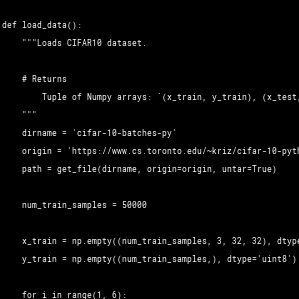 def load_data():
    """Loads CIFAR10 dataset.
    # Returns
        Tuple of Numpy arrays: `(x_train, y_train), (x_test,
    """
    dirname = 'cifar-10-batches-py'
    origin = 'https://www.cs.toronto.edu/~kriz/cifar-10-pyth
    path = get_file(dirname, origin=origin, untar=True)
    num_train_samples = 50000
    x_train = np.empty((num_train_samples, 3, 32, 32), dtype
    y_train = np.empty((num_train_samples,), dtype='uint8')
    for i in range(1, 6):